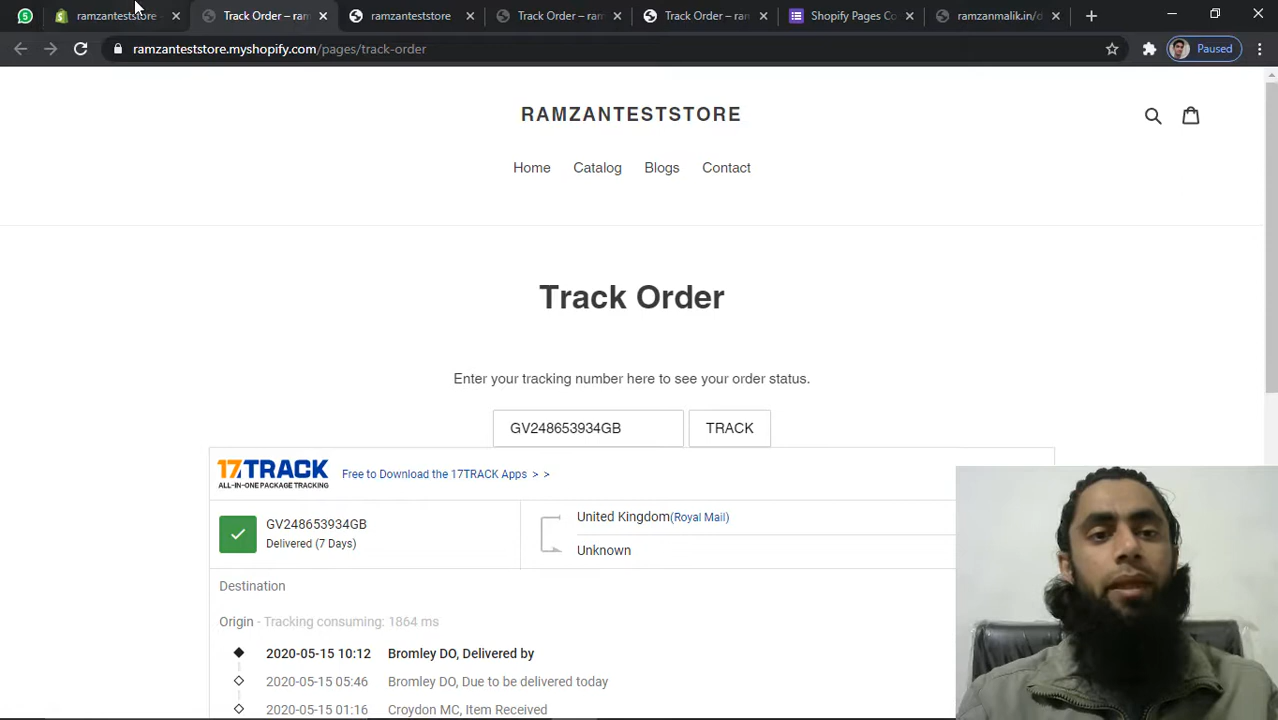 5 ramzanteststore - Track Order – ram ramzanteststore Track Order – ram Track Order – ram Shopify Pages Co ramzanmalik.in/d
ramzanteststore.myshopify.com/pages/track-order Paused
RAMZANTESTSTORE
Home Catalog Blogs Contact
Track Order
Enter your tracking number here to see your order status.
GV248653934GB TRACK
17TRACK Free to Download the 17TRACK Apps > >
ALL-IN-ONE PACKAGE TRACKING
GV248653934GB United Kingdom(Royal Mail)
Delivered (7 Days) Unknown
Destination
Origin - Tracking consuming: 1864 ms
2020-05-15 10:12 Bromley DO, Delivered by
2020-05-15 05:46 Bromley DO, Due to be delivered today
2020-05-15 01:16 Croydon MC, Item Received